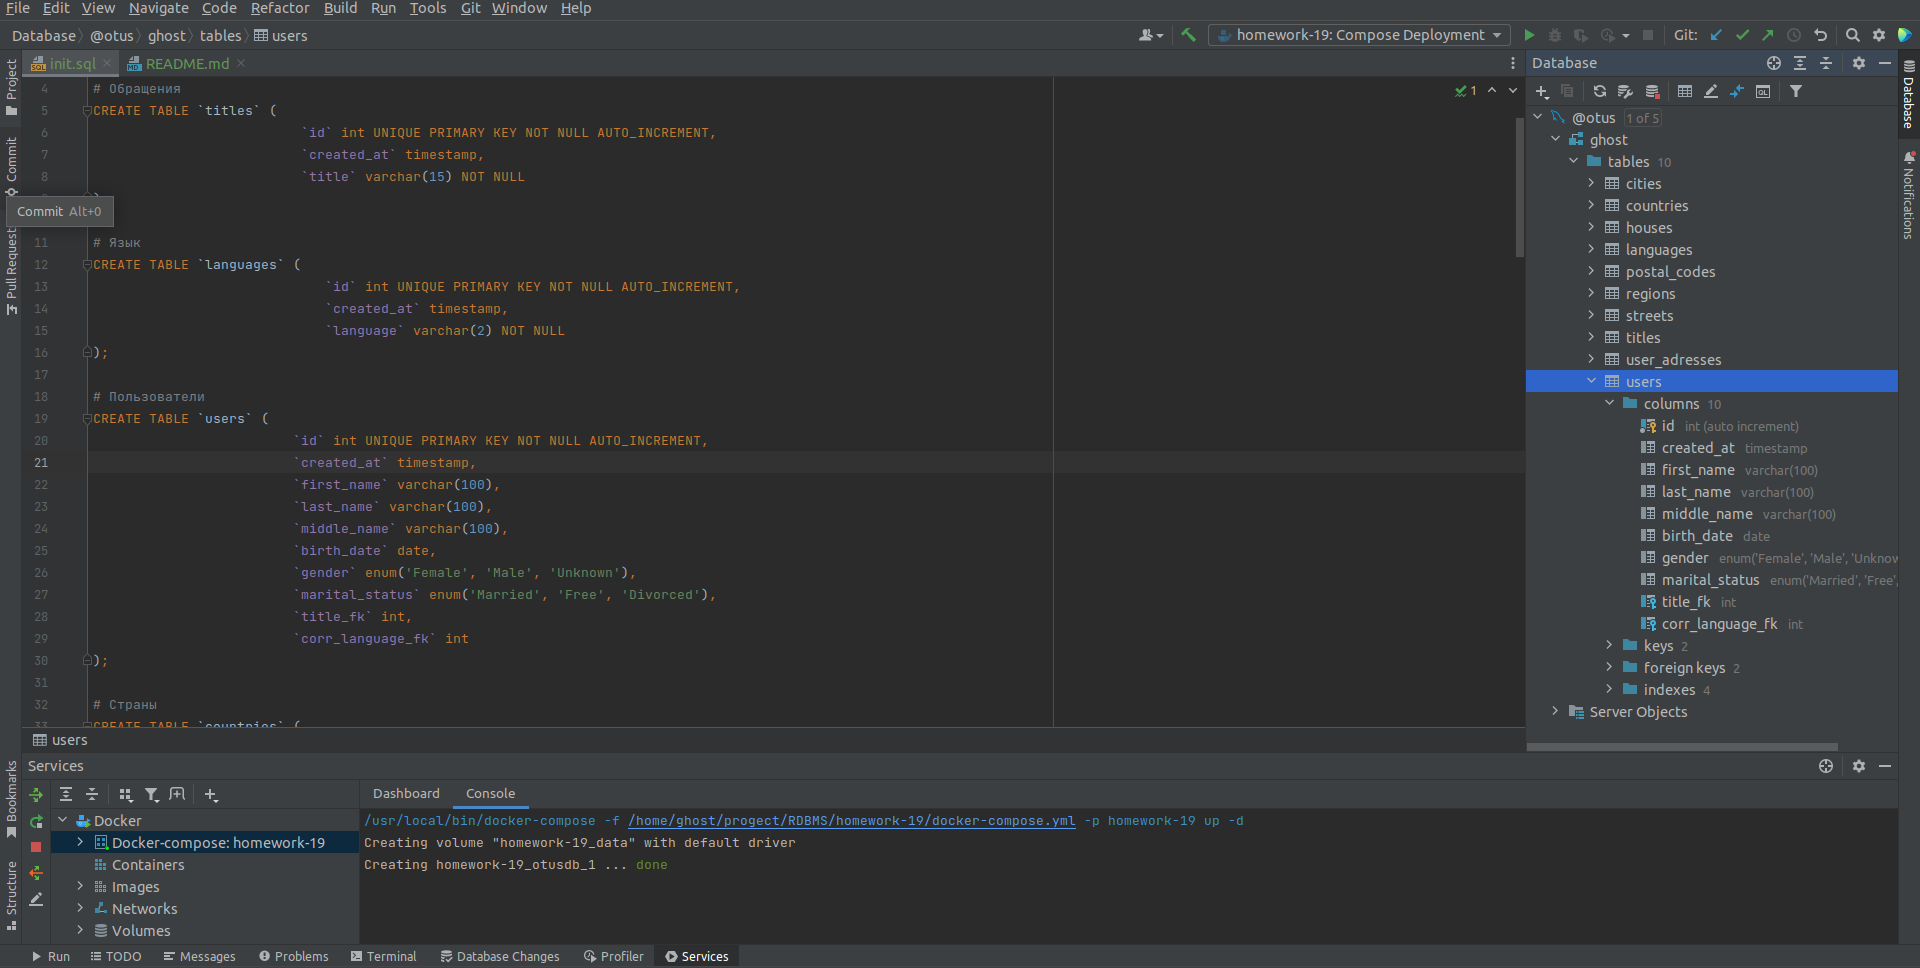 File Edit View Navigate Code Refactor Build Run Tools Git Window Help
Database @otus ghost tables users
homework-19: Compose Deployment
Git:
init.sql
README.md
Project
Commit
Commit Alt+0
Pull Request
Bookmarks
Structure
4 # Обращения
5 CREATE TABLE `titles` (
6 `id` int UNIQUE PRIMARY KEY NOT NULL AUTO_INCREMENT,
7 `created_at` timestamp,
8 `title` varchar(15) NOT NULL
11 # Язык
12 CREATE TABLE `languages` (
13 `id` int UNIQUE PRIMARY KEY NOT NULL AUTO_INCREMENT,
14 `created_at` timestamp,
15 `language` varchar(2) NOT NULL
16 );
17
18 # Пользователи
19 CREATE TABLE `users` (
20 `id` int UNIQUE PRIMARY KEY NOT NULL AUTO_INCREMENT,
21 `created_at` timestamp,
22 `first_name` varchar(100),
23 `last_name` varchar(100),
24 `middle_name` varchar(100),
25 `birth_date` date,
26 `gender` enum('Female', 'Male', 'Unknown'),
27 `marital_status` enum('Married', 'Free', 'Divorced'),
28 `title_fk` int,
29 `corr_language_fk` int
30 );
31
32 # Страны
33 CREATE TABLE `countries` (
1
users
Database
@otus 1 of 5
ghost
tables 10
cities
countries
houses
languages
postal_codes
regions
streets
titles
user_adresses
users
columns 10
id int (auto increment)
created_at timestamp
first_name varchar(100)
last_name varchar(100)
middle_name varchar(100)
birth_date date
gender enum('Female', 'Male', 'Unknow
marital_status enum('Married', 'Free',
title_fk int
corr_language_fk int
keys 2
foreign keys 2
indexes 4
Server Objects
Database
Notifications
Services
Docker
Docker-compose: homework-19
Containers
Images
Networks
Volumes
Dashboard Console
/usr/local/bin/docker-compose -f /home/ghost/progect/RDBMS/homework-19/docker-compose.yml -p homework-19 up -d
Creating volume "homework-19_data" with default driver
Creating homework-19_otusdb_1 ... done
Run TODO Messages Problems Terminal Database Changes Profiler Services